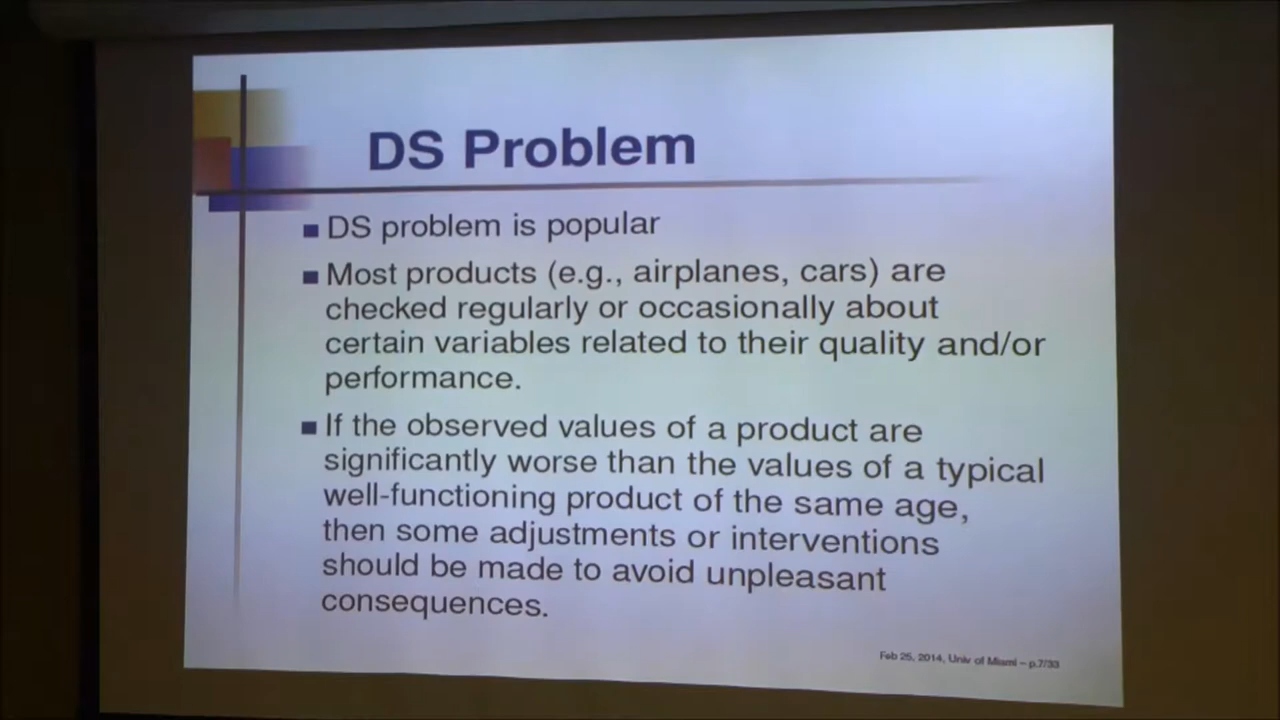 DS Problem
DS problem is popular
Most products (e.g., airplanes, cars) are
checked regularly or occasionally about
certain variables related to their quality and/or
performance.
If the observed values of a product are
significantly worse than the values of a typical
well-functioning product of the same age,
then some adjustments or interventions
should be made to avoid unpleasant
consequences.
Feb 25, 2014, Univ of Miami – p.7/33